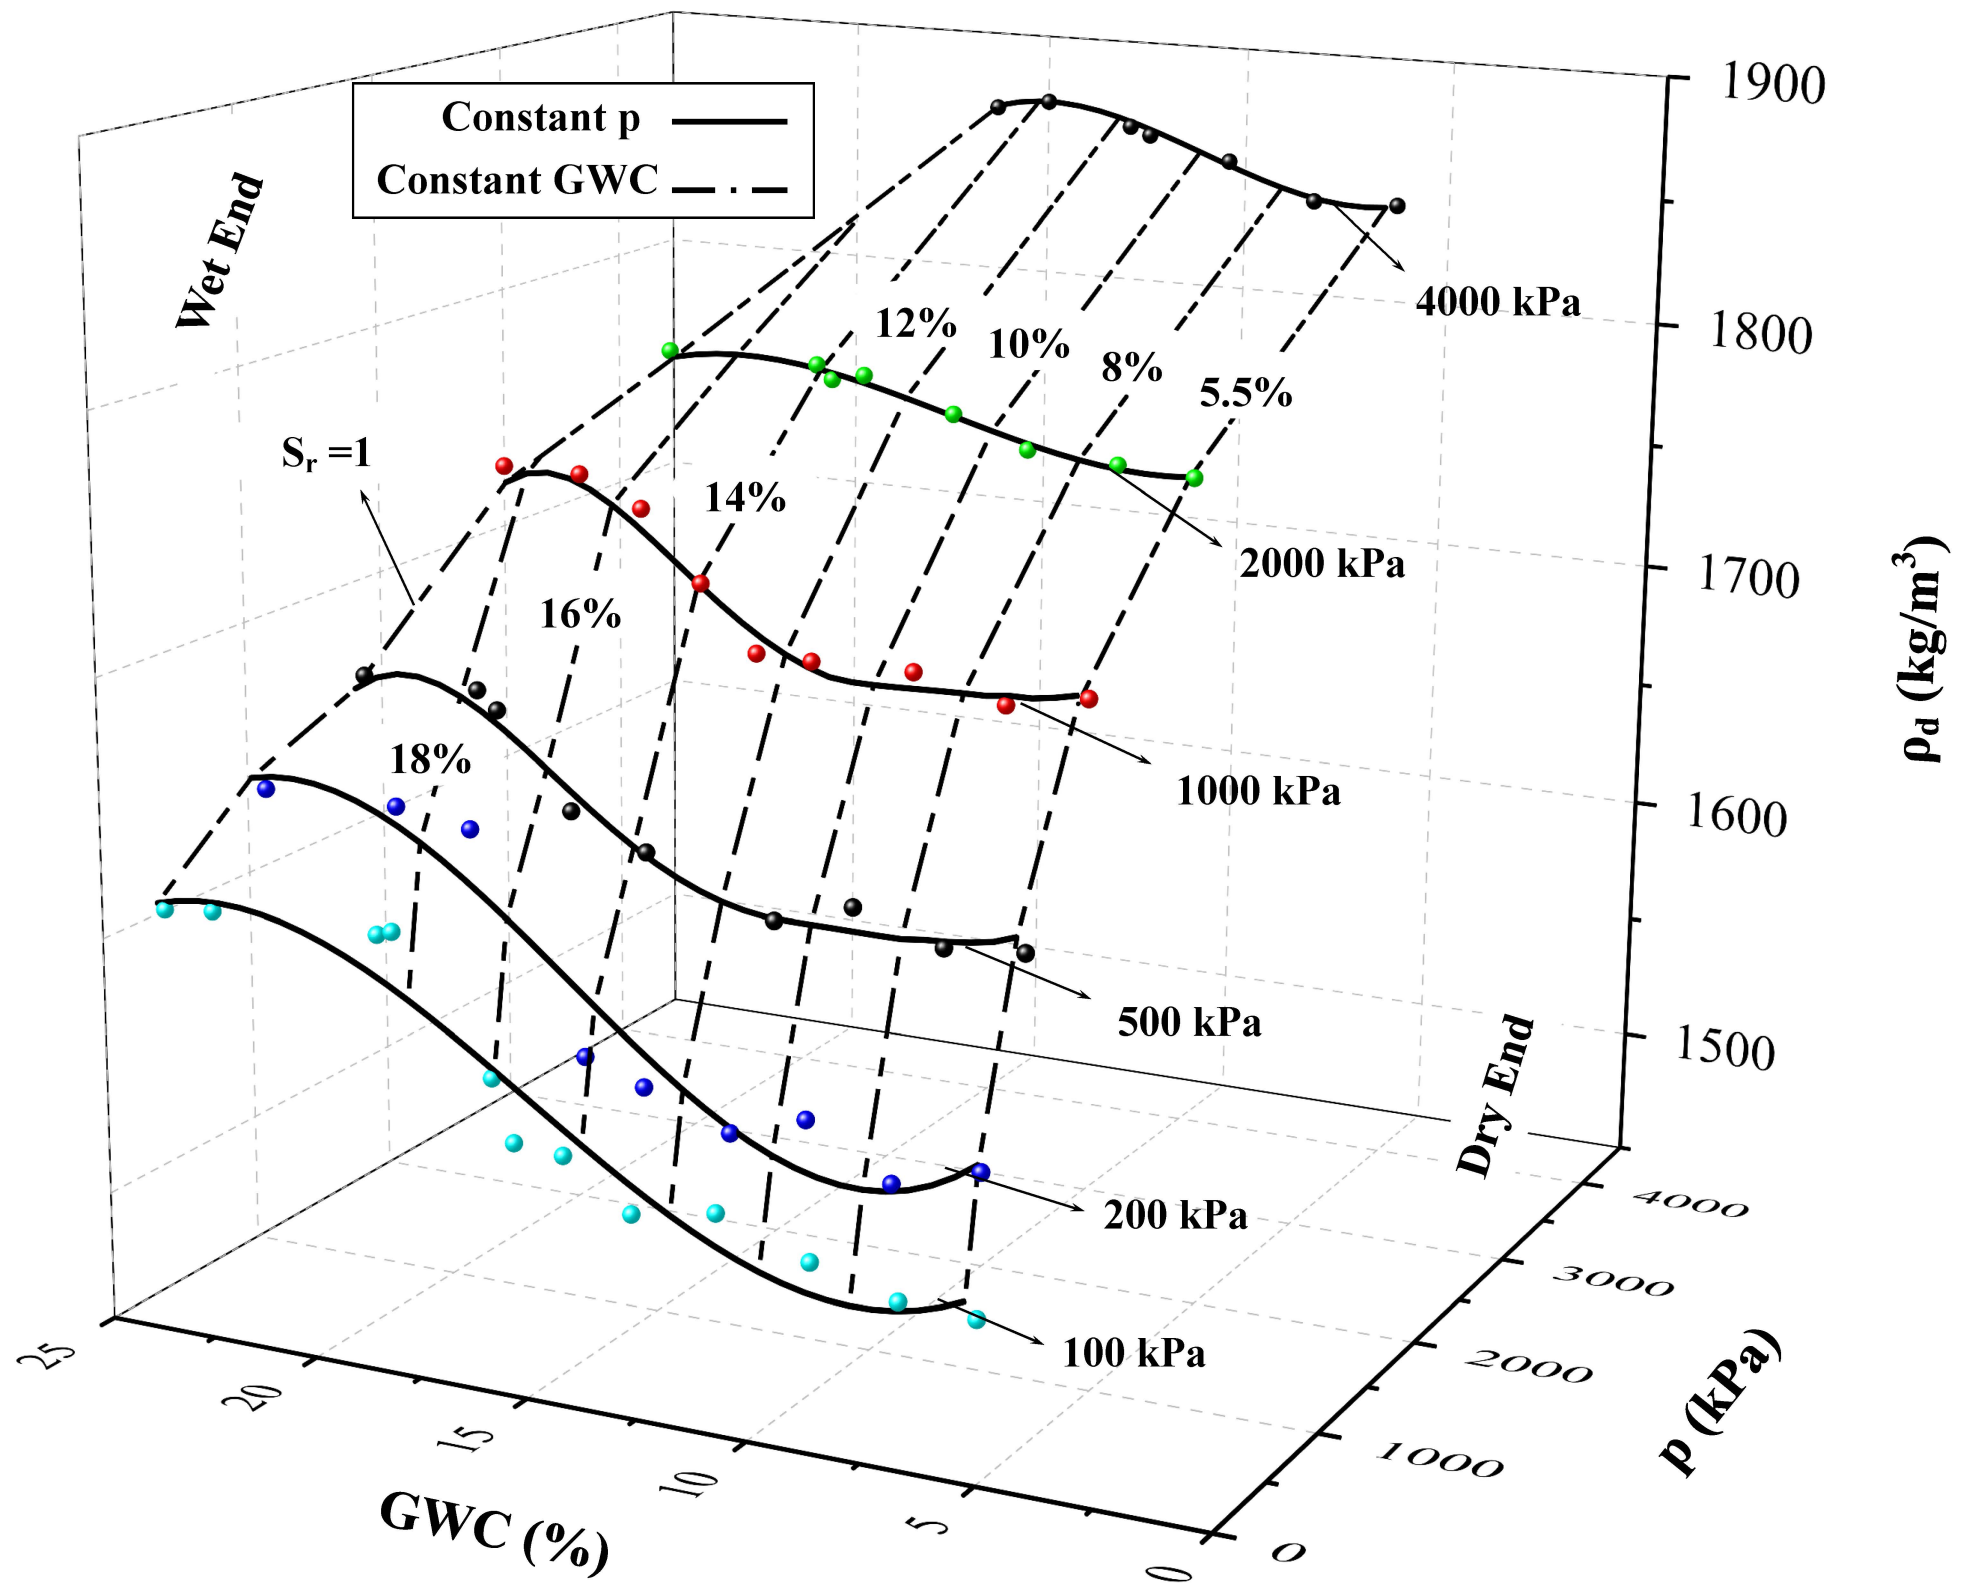 1900
Constant p
Constant GWC
Wet End
4000 kPa
12%
1800
10%
8%
5.5%
Sᵣ =1
14%
2000 kPa
1700
16%
ρd (kg/m³)
18%
1000 kPa
1600
500 kPa
1500
Dry End
4000
200 kPa
3000
100 kPa
2000
25
p (kPa)
20
15
1000
10
GWC (%)
5
0
0